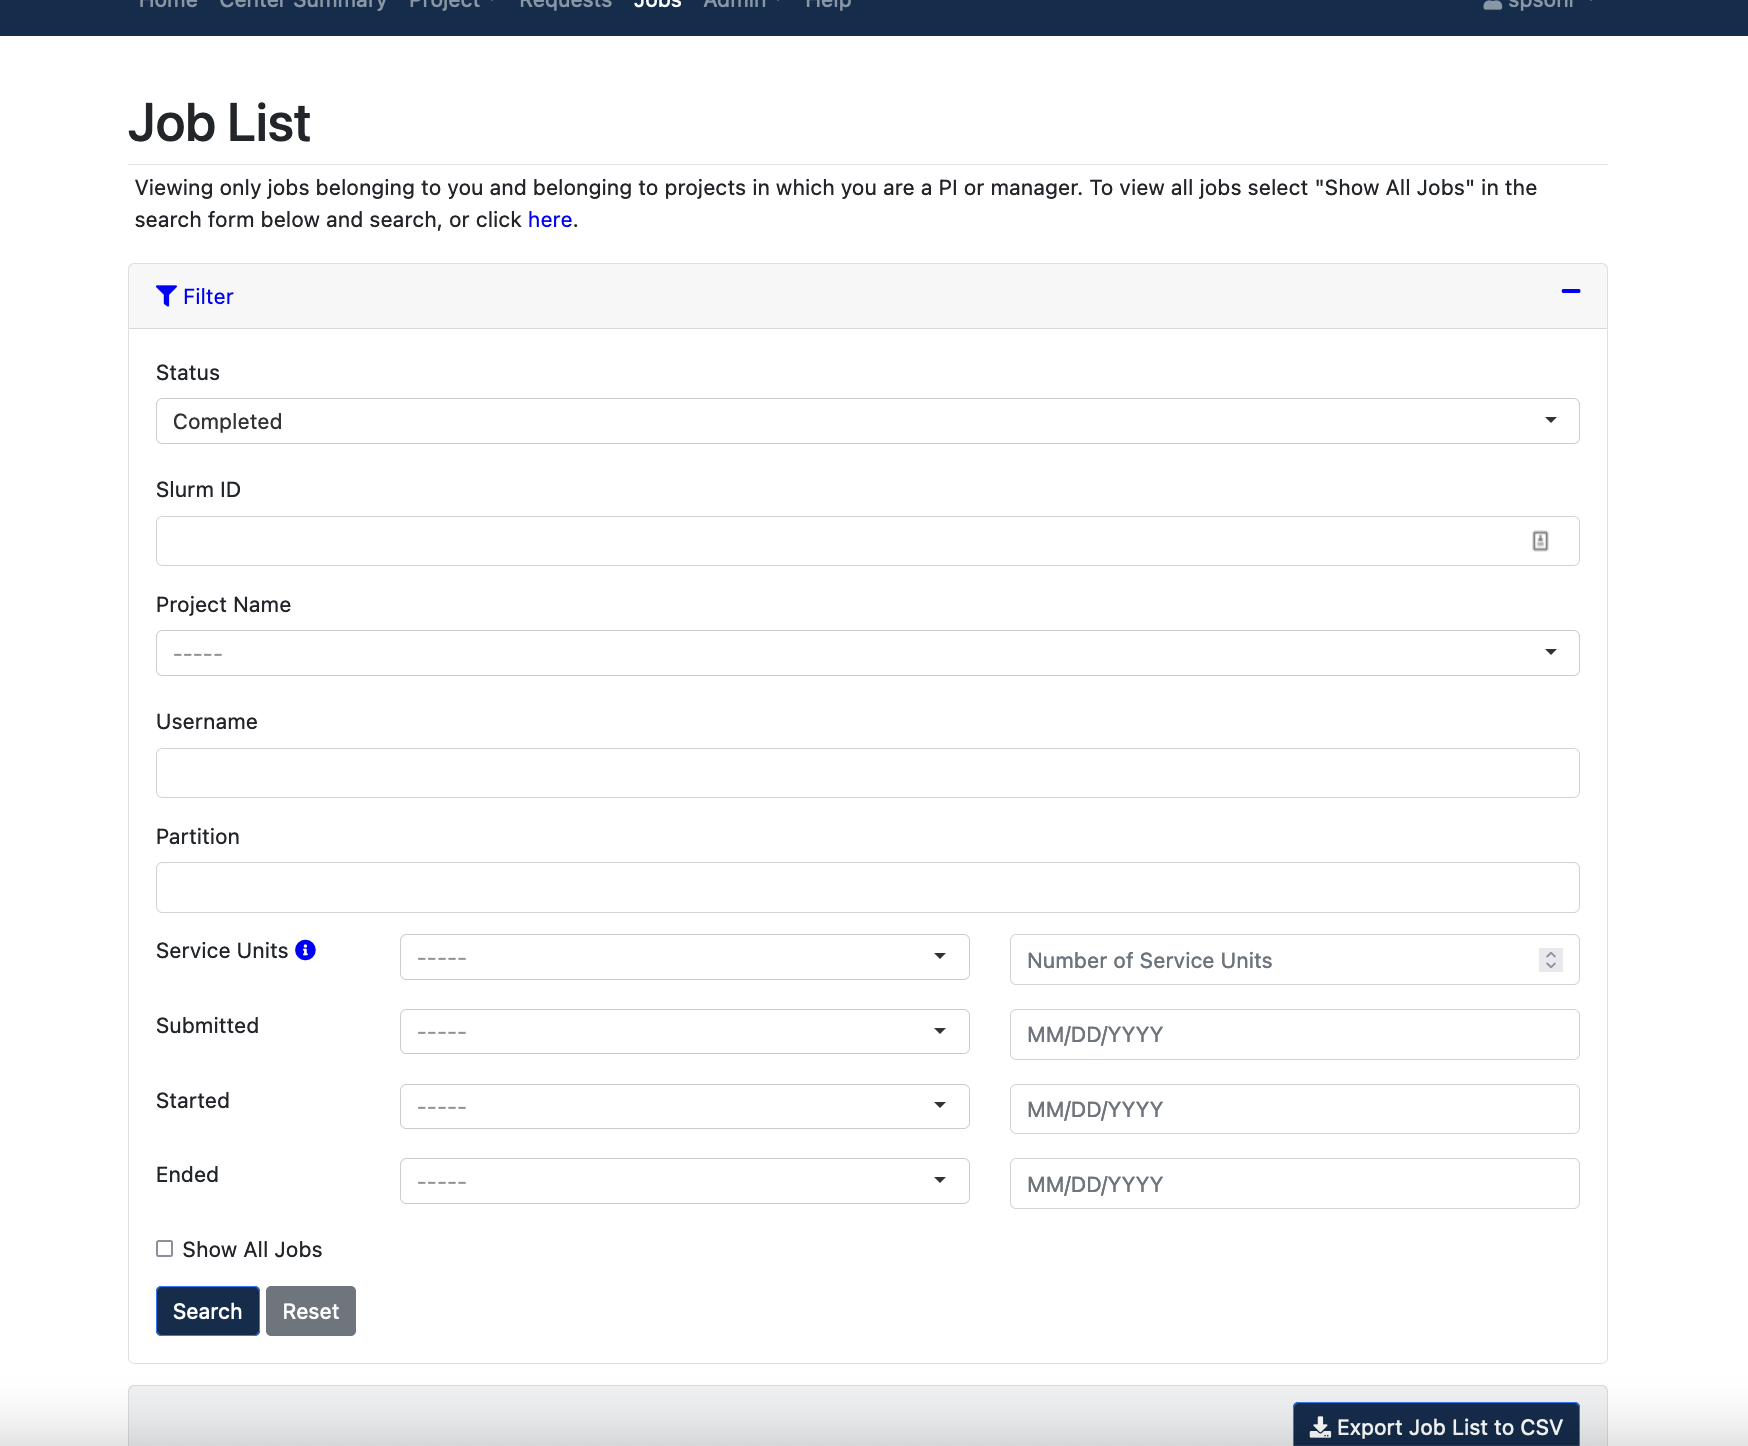 Home Center Summary Project Requests Jobs Admin Help spsoni
Job List
Viewing only jobs belonging to you and belonging to projects in which you are a PI or manager. To view all jobs select "Show All Jobs" in the
search form below and search, or click here.
Filter
Status
Completed
Slurm ID
Project Name
-----
Username
Partition
Service Units
-----
Number of Service Units
Submitted
-----
MM/DD/YYYY
Started
-----
MM/DD/YYYY
Ended
-----
MM/DD/YYYY
Show All Jobs
Search
Reset
Export Job List to CSV